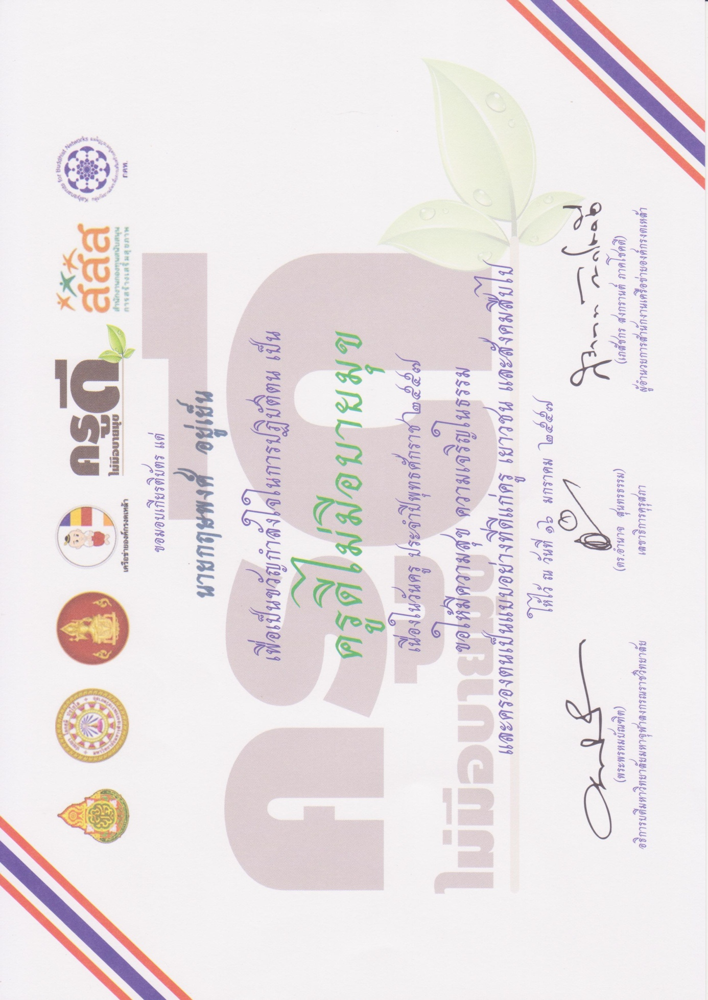 Kalyanamitra for Buddhist Networks
กคพ.
สสส
สำนักงานกองทุนสนับสนุน
การสร้างเสริมสุขภาพ
ครูดี
ไม่มีอบายมุข
เครือข่ายองค์กรงดเหล้า
ขอมอบเกียรติบัตร แด่
นายกฤษพงศ์ อยู่เย็น
เพื่อเป็นขวัญกำลังใจในการปฏิบัติตน เป็น
ครูดีไม่มีอบายมุข
เนื่องในวันครู ประจำปีพุทธศักราช ๒๕๕๗
ขอให้มีความสุข ความเจริญในธรรม
และครองตนเป็นแบบอย่างที่ดีแก่ครู เยาวชน และสังคมสืบไป
ให้ไว้ ณ วันที่ ๑๖ มกราคม ๒๕๕๗
(พระพรหมบัณฑิต)
อธิการบดีมหาวิทยาลัยมหาจุฬาลงกรณราชวิทยาลัย
(ดร.อำนาจ สุนทรธรรม)
เลขาธิการคุรุสภา
(เภสัชกร สงกรานต์ ภาคโชคดี)
ผู้อำนวยการสำนักงานเครือข่ายองค์กรงดเหล้า
ครูดี
ไม่มีอบายมุข